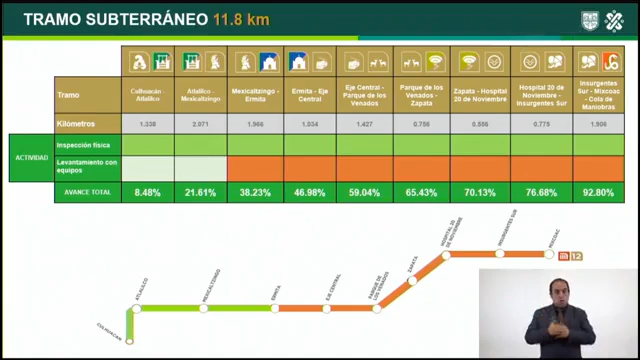 TRAMO SUBTERRÁNEO 11.8 km
Tramo
Culhuacán - Atlalilco
Atlalilco - Mexicaltzingo
Mexicaltzingo - Ermita
Ermita - Eje Central
Eje Central - Parque de los Venados
Parque de los Venados - Zapata
Zapata - Hospital 20 de Noviembre
Hospital 20 de Noviembre - Insurgentes Sur
Insurgentes Sur - Mixcoac - Cola de Maniobras
Kilómetros 1.238 2.071 1.966 1.034 1.427 0.756 0.556 0.775 1.906
ACTIVIDAD
Inspección física
Levantamiento con equipos
AVANCE TOTAL 8.48% 21.61% 38.23% 46.98% 59.04% 65.43% 70.13% 76.68% 92.80%
CULHUACAN
ATLALILCO
MEXICALTZINGO
ERMITA
EJE CENTRAL
PARQUE DE LOS VENADOS
ZAPATA
HOSPITAL 20 DE NOVIEMBRE
INSURGENTES SUR
MIXCOAC
12